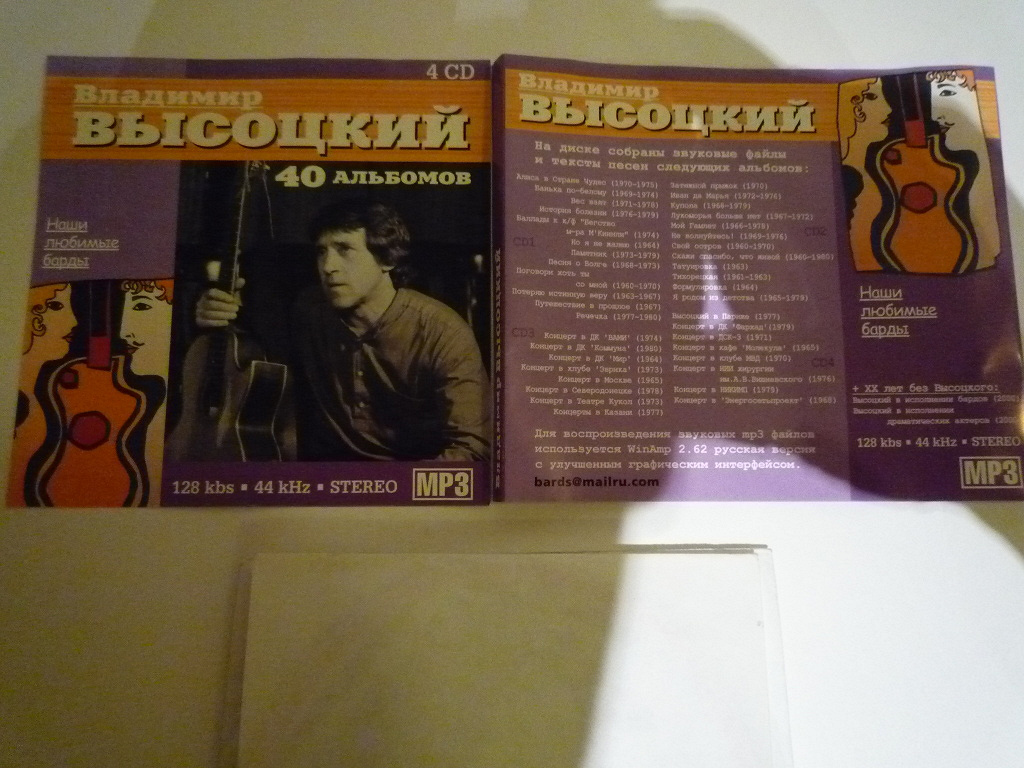 4 CD
Владимир
ВЫСОЦКИЙ
40 АЛЬБОМОВ
Наши
любимые
барды
128 kbs ▪ 44 kHz ▪ STEREO
MP3
Владимир ВЫСОЦКИЙ
Владимир
ВЫСОЦКИЙ
На диске собраны звуковые файлы
и тексты песен следующих альбомов:
CD1
Алиса в Стране Чудес (1970-1975)
Банька по-белому (1969-1974)
Вес взят (1971-1978)
История болезни (1976-1979)
Баллады к к/ф "Бегство
м-ра М'Кинли" (1974)
Но я не жалею (1964)
Памятник (1973-1979)
Песня о Волге (1968-1973)
Поговори хоть ты
со мной (1960-1970)
Потеряю истинную веру (1963-1967)
Путешествие в прошлое (1967)
Речечка (1977-1980)
CD2
Затяжной прыжок (1970)
Иван да Марья (1972-1976)
Купола (1968-1979)
Лукоморья больше нет (1967-1972)
Мой Гамлет (1966-1978)
Не волнуйтесь! (1969-1976)
Свой остров (1960-1970)
Скажи спасибо, что живой (1960-1980)
Татуировка (1963)
Тихорецкая (1961-1963)
Формулировка (1964)
Я родом из детства (1965-1979)
CD3
Концерт в ДК 'ВАМИ' (1974)
Концерт в ДК 'Коммуна' (1980)
Концерт в ДК 'Мир' (1964)
Концерт в клубе 'Эврика' (1973)
Концерт в Москве (1965)
Концерт в Северодонецке (1978)
Концерт в Театре Кукол (1973)
Концерты в Казани (1977)
CD4
Высоцкий в Париже (1977)
Концерт в ДК 'Фархад' (1979)
Концерт в ДСК-3 (1971)
Концерт в кафе 'Молекула' (1965)
Концерт в клубе МВД (1970)
Концерт в НИИ хирургии
им.А.В.Вишневского (1976)
Концерт в (1979)
Концерт в 'Энергосетьпроект' (1968)
Для воспроизведения звуковых mp3 файлов
используется WinAmp 2.62 русская версия
с улучшенным графическим интерфейсом.
bards@mailru.com
Наши
любимые
барды
+ XX лет без Высоцкого:
Высоцкий в исполнении бардов
Высоцкий в исполнении
драматических актеров
128 kbs ▪ 44 kHz ▪ STEREO
MP3